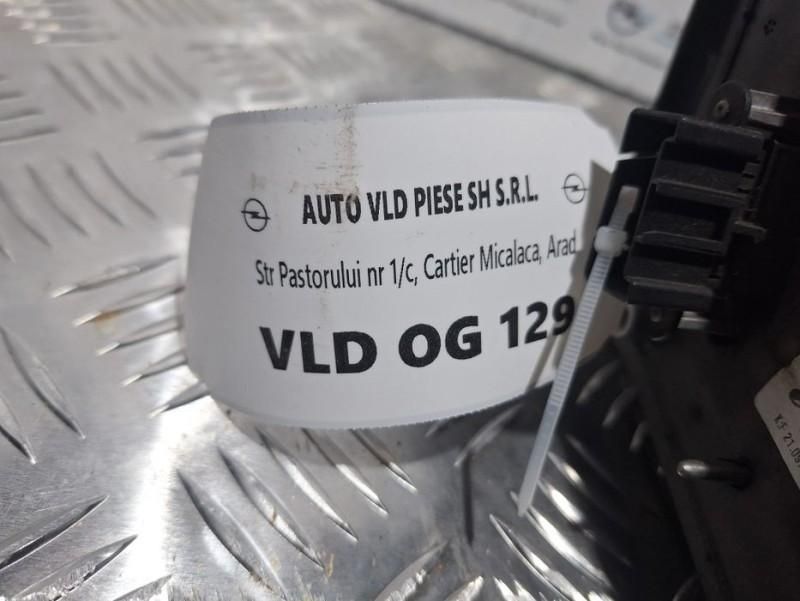 AUTO VLD PIESE SH S.R.L.
Str Pastorului nr 1/c, Cartier Micalaca, Arad
VLD OG 129